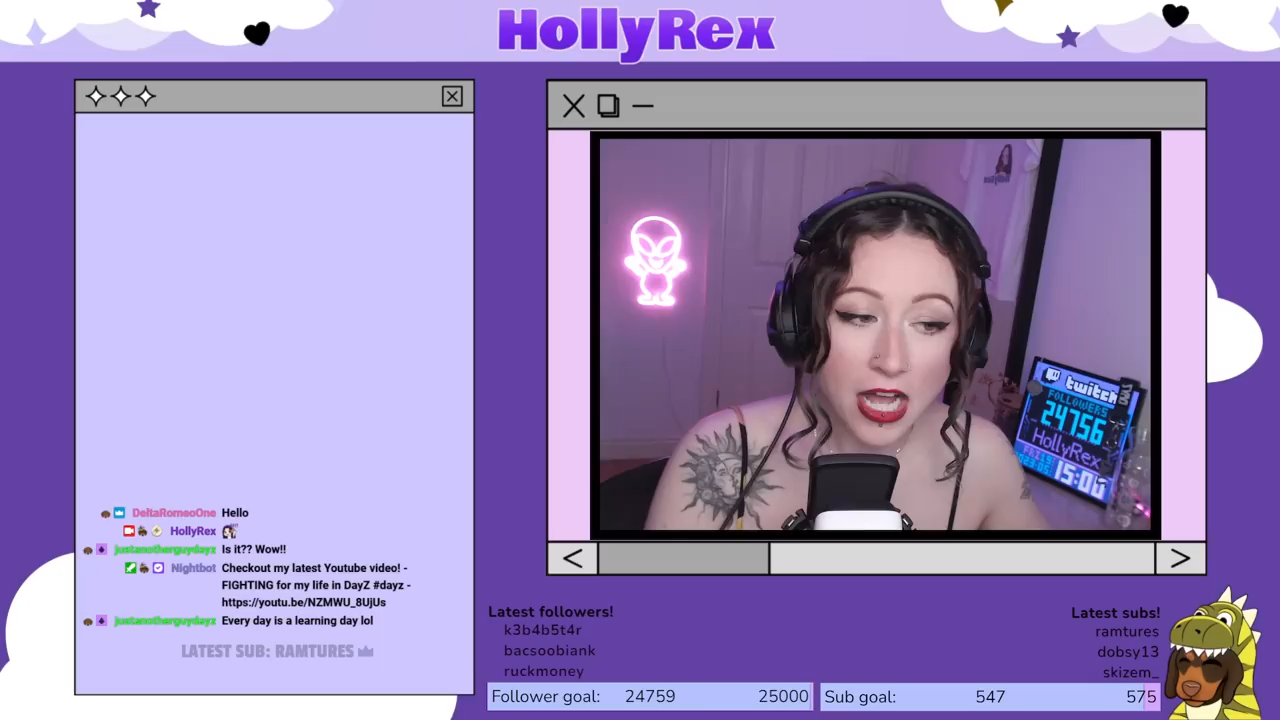 HollyRex
DeltaRomeoOne Hello
HollyRex
justanotherguydayz Is it?? Wow!!
Nightbot Checkout my latest Youtube video! -
FIGHTING for my life in DayZ #dayz -
https://youtu.be/NZMWU_8UjUs
justanotherguydayz Every day is a learning day lol
LATEST SUB: RAMTURES
twitch
FOLLOWERS
24756
HollyRex
15:00
Latest followers!
k3b4b5t4r
bacsoobiank
ruckmoney
Follower goal: 24759 25000
Latest subs!
ramtures
dobsy13
skizem_
Sub goal: 547 575